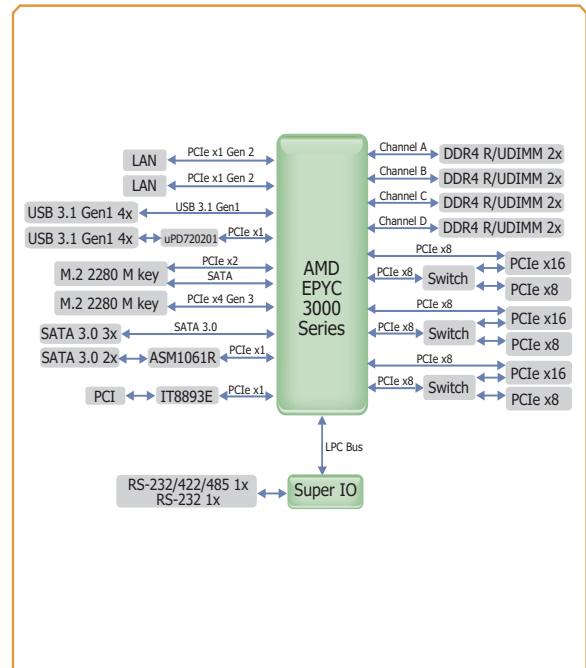 LAN
PCIe x1 Gen 2
LAN
PCIe x1 Gen 2
USB 3.1 Gen1 4x
USB 3.1 Gen1
USB 3.1 Gen1 4x
uPD720201
PCIe x1
M.2 2280 M key
PCIe x2
SATA
M.2 2280 M key
PCIe x4 Gen 3
SATA 3.0 3x
SATA 3.0
SATA 3.0 2x
ASM1061R
PCIe x1
PCI
IT8893E
PCIe x1
AMD
EPYC
3000
Series
Channel A
DDR4 R/UDIMM 2x
Channel B
DDR4 R/UDIMM 2x
Channel C
DDR4 R/UDIMM 2x
Channel D
DDR4 R/UDIMM 2x
PCIe x8
PCIe x16
PCIe x8
Switch
PCIe x8
PCIe x8
PCIe x16
PCIe x8
Switch
PCIe x8
PCIe x8
PCIe x16
PCIe x8
Switch
PCIe x8
LPC Bus
RS-232/422/485 1x
RS-232 1x
Super IO